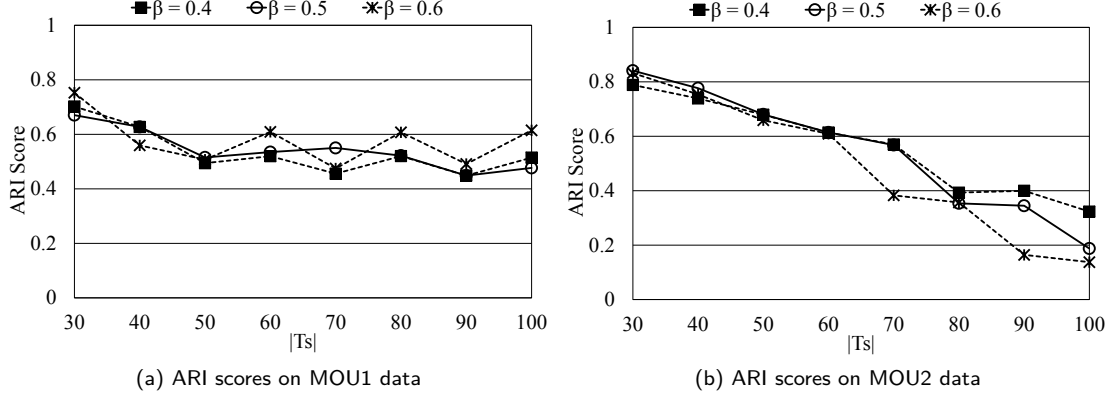 β = 0.4 β = 0.5 β = 0.6
1
0.8
0.6
0.4
0.2
0
ARI Score
30 40 50 60 70 80 90 100
|Ts|
(a) ARI scores on MOU1 data
β = 0.4 β = 0.5 β = 0.6
1
0.8
0.6
0.4
0.2
0
ARI Score
30 40 50 60 70 80 90 100
|Ts|
(b) ARI scores on MOU2 data